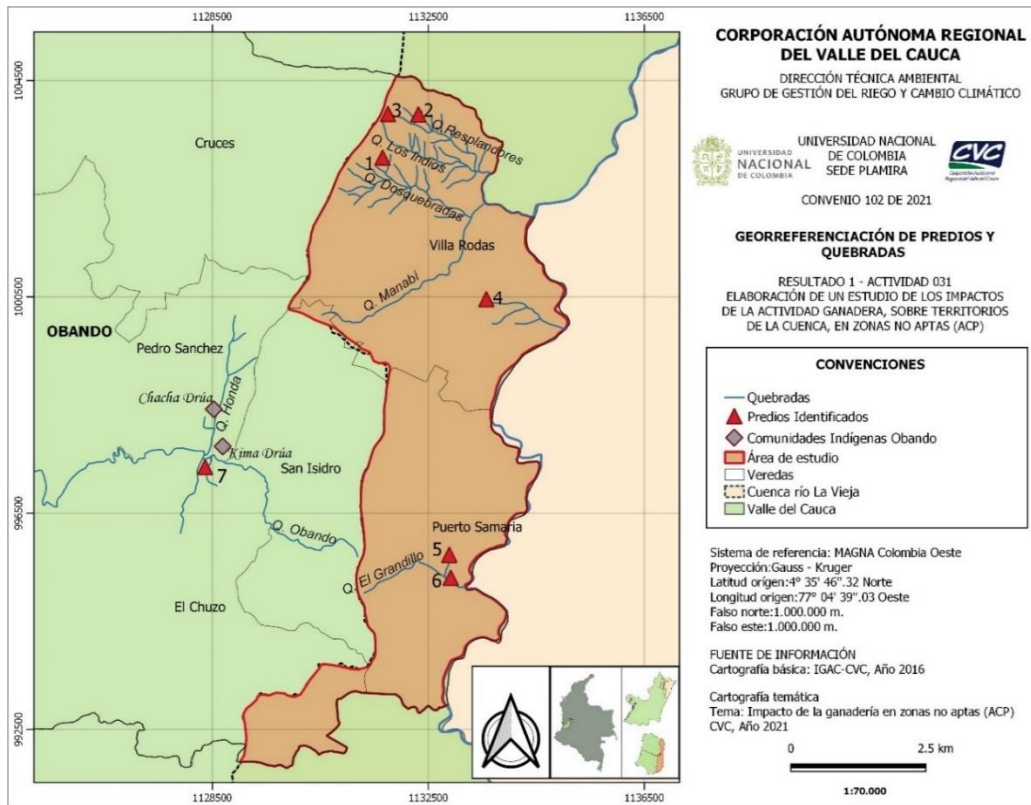 1128500
1132500
1136500
1004500
1000500
996500
992500
Cruces
3
2
Q. Resplandores
Q. Los Indios
1
Q. Dosquebradas
Villa Rodas
Q. Manabí
4
OBANDO
Pedro Sanchez
Chacha Drúa
Q. Honda
Kima Drúa
San Isidro
7
Q. Obando
Puerto Samaria
5
Q. El Grandillo
6
El Chuzo
1128500
1132500
1136500
CORPORACIÓN AUTÓNOMA REGIONAL
DEL VALLE DEL CAUCA
DIRECCIÓN TÉCNICA AMBIENTAL
GRUPO DE GESTIÓN DEL RIEGO Y CAMBIO CLIMÁTICO
UNIVERSIDAD
NACIONAL
DE COLOMBIA
UNIVERSIDAD NACIONAL
DE COLOMBIA
SEDE PLAMIRA
CVC
CONVENIO 102 DE 2021
GEORREFERENCIACIÓN DE PREDIOS Y
QUEBRADAS
RESULTADO 1 - ACTIVIDAD 031
ELABORACIÓN DE UN ESTUDIO DE LOS IMPACTOS
DE LA ACTIVIDAD GANADERA, SOBRE TERRITORIOS
DE LA CUENCA, EN ZONAS NO APTAS (ACP)
CONVENCIONES
Quebradas
Predios Identificados
Comunidades Indígenas Obando
Área de estudio
Veredas
Cuenca río La Vieja
Valle del Cauca
Sistema de referencia: MAGNA Colombia Oeste
Proyección:Gauss - Kruger
Latitud orígen:4° 35' 46".32 Norte
Longitud origen:77° 04' 39".03 Oeste
Falso norte:1.000.000 m.
Falso este:1.000.000 m.
FUENTE DE INFORMACIÓN
Cartografía básica: IGAC-CVC, Año 2016
Cartografía temática
Tema: Impacto de la ganadería en zonas no aptas (ACP)
CVC, Año 2021
0 2.5 km
1:70.000